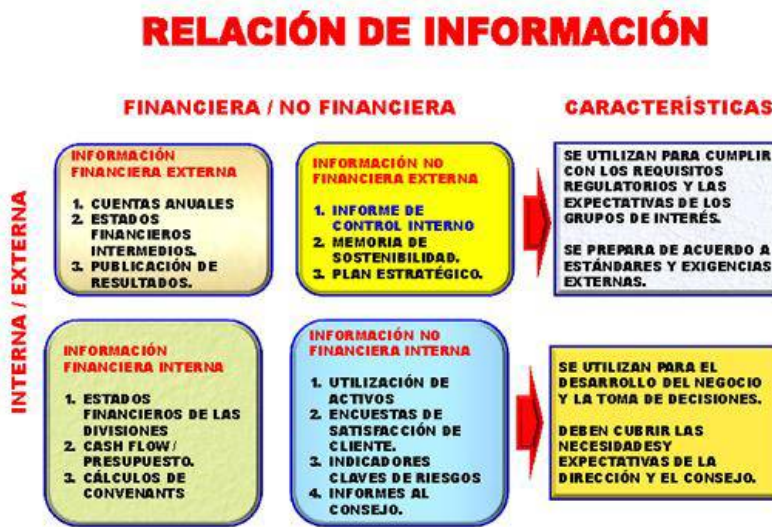 RELACIÓN DE INFORMACIÓN
FINANCIERA / NO FINANCIERA
CARACTERÍSTICAS
INTERNA / EXTERNA
INFORMACIÓN
FINANCIERA EXTERNA
1. CUENTAS ANUALES
2. ESTADOS
FINANCIEROS
INTERMEDIOS.
3. PUBLICACIÓN DE
RESULTADOS.
INFORMACIÓN NO
FINANCIERA EXTERNA
1. INFORME DE
CONTROL INTERNO
2. MEMORIA DE
SOSTENIBILIDAD.
3. PLAN ESTRATÉGICO.
SE UTILIZAN PARA CUMPLIR
CON LOS REQUISITOS
REGULATORIOS Y LAS
EXPECTATIVAS DE LOS
GRUPOS DE INTERÉS.
SE PREPARA DE ACUERDO A
ESTÁNDARES Y EXIGENCIAS
EXTERNAS.
INFORMACIÓN
FINANCIERA INTERNA
1. ESTADOS
FINANCIEROS DE LAS
DIVISIONES
2. CASH FLOW/
PRESUPUESTO.
3. CÁLCULOS DE
CONVENANTS
INFORMACIÓN NO
FINANCIERA INTERNA
1. UTILIZACIÓN DE
ACTIVOS
2. ENCUESTAS DE
SATISFACCIÓN DE
CLIENTE.
3. INDICADORES
CLAVES DE RIESGOS
4. INFORMES AL
CONSEJO.
SE UTILIZAN PARA EL
DESARROLLO DEL NEGOCIO
Y LA TOMA DE DECISIONES.
DEBEN CUBRIR LAS
NECESIDADESY
EXPECTATIVAS DE LA
DIRECCIÓN Y EL CONSEJO.